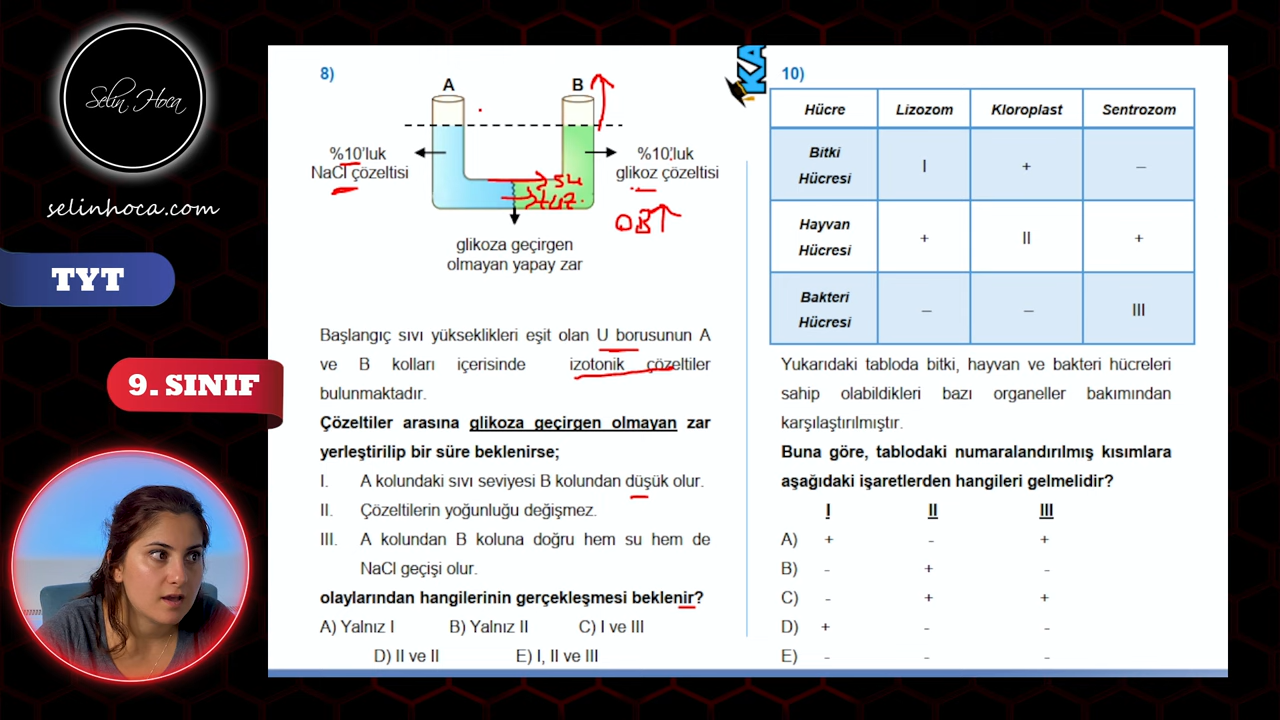 Selin Hoca
selinhoca.com
TYT
9. SINIF
KA
8)
A
B
%10'luk
NaCl çözeltisi
%10'luk
glikoz çözeltisi
OB
glikoza geçirgen
olmayan yapay zar
Başlangıç sıvı yükseklikleri eşit olan U borusunun A
ve B kolları içerisinde izotonik çözeltiler
bulunmaktadır.
Çözeltiler arasına glikoza geçirgen olmayan zar
yerleştirilip bir süre beklenirse;
I. A kolundaki sıvı seviyesi B kolundan düşük olur.
II. Çözeltilerin yoğunluğu değişmez.
III. A kolundan B koluna doğru hem su hem de
NaCl geçişi olur.
olaylarından hangilerinin gerçekleşmesi beklenir?
A) Yalnız I B) Yalnız II C) I ve III
D) II ve II E) I, II ve III
10)
Hücre Lizozom Kloroplast Sentrozom
Bitki
Hücresi
I + –
Hayvan
Hücresi
+ II +
Bakteri
Hücresi
– – III
Yukarıdaki tabloda bitki, hayvan ve bakteri hücreleri
sahip olabildikleri bazı organeller bakımından
karşılaştırılmıştır.
Buna göre, tablodaki numaralandırılmış kısımlara
aşağıdaki işaretlerden hangileri gelmelidir?
I II III
A) + - +
B) - + -
C) - + +
D) + - -
E) - - -